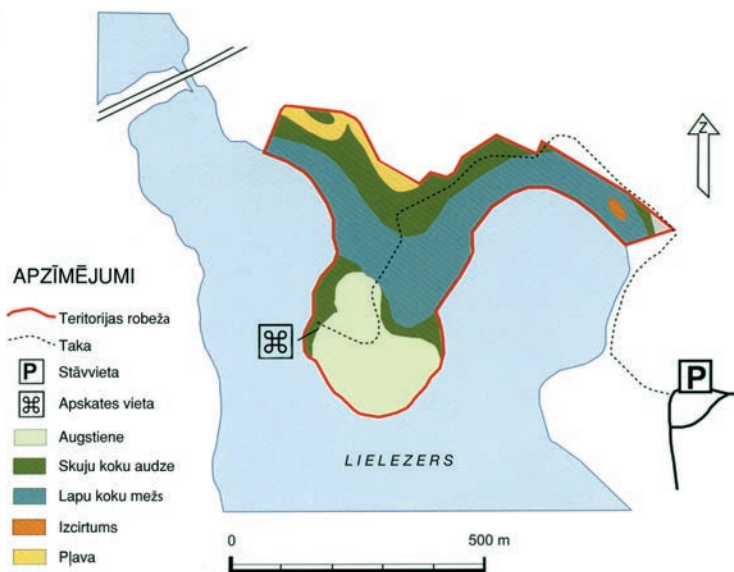 Z
APZĪMĒJUMI
Teritorijas robeža
Taka
P
Stāvvieta
Apskates vieta
Augstiene
Skuju koku audze
Lapu koku mežs
Izcirtums
Pļava
P
LIELEZERS
0
500 m